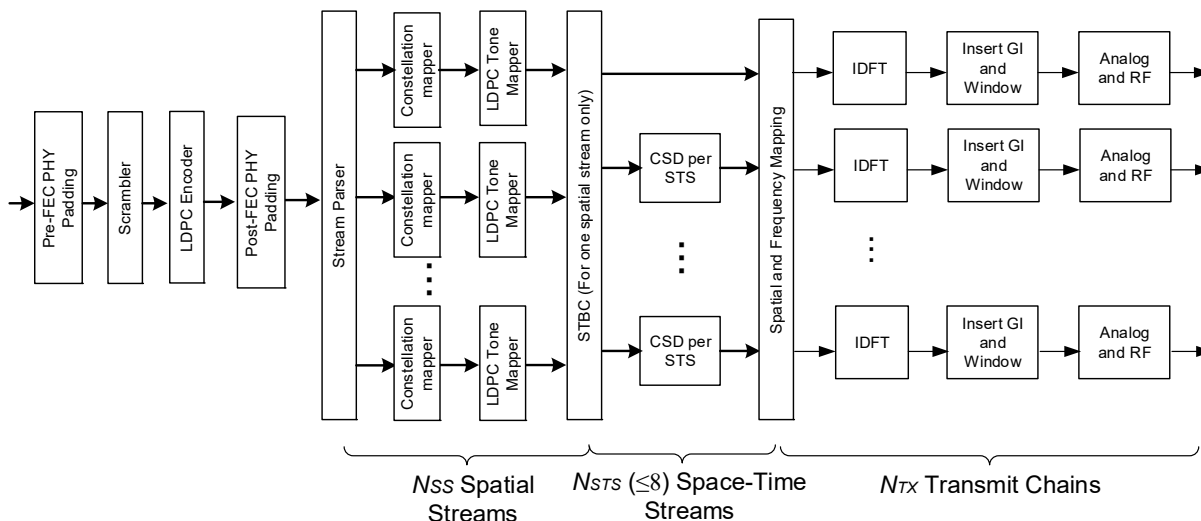 Pre-FEC PHY
Padding
Scrambler
LDPC Encoder
Post-FEC PHY
Padding
Stream Parser
Constellation
mapper
LDPC Tone
Mapper
Constellation
mapper
LDPC Tone
Mapper
Constellation
mapper
LDPC Tone
Mapper
STBC (For one spatial stream only)
CSD per
STS
CSD per
STS
Spatial and Frequency Mapping
IDFT
Insert GI
and
Window
Analog
and RF
IDFT
Insert GI
and
Window
Analog
and RF
IDFT
Insert GI
and
Window
Analog
and RF
NSS Spatial
Streams
NSTS (≤8) Space-Time
Streams
NTX Transmit Chains